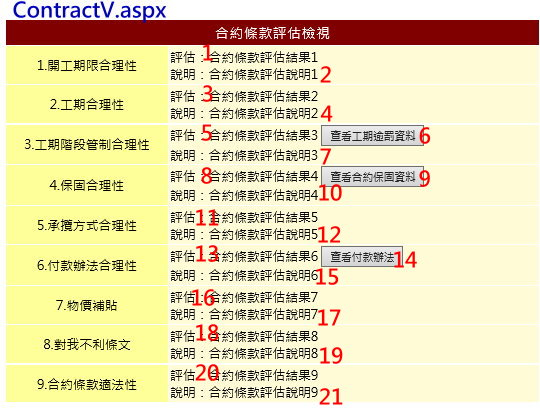 ContractV.aspx
合約條款評估檢視
1.開工期限合理性
評估：合約條款評估結果1 1
說明：合約條款評估說明1 2
2.工期合理性
評估：合約條款評估結果2 3
說明：合約條款評估說明2 4
3.工期階段管制合理性
評估：合約條款評估結果3 5 查看工期逾罰資料 6
說明：合約條款評估說明3 7
4.保固合理性
評估：合約條款評估結果4 8 查看合約保固資料 9
說明：合約條款評估說明4 10
5.承攬方式合理性
評估：合約條款評估結果5 11
說明：合約條款評估說明5 12
6.付款辦法合理性
評估：合約條款評估結果6 13 查看付款辦法 14
說明：合約條款評估說明6 15
7.物價補貼
評估：合約條款評估結果7 16
說明：合約條款評估說明7 17
8.對我不利條文
評估：合約條款評估結果8 18
說明：合約條款評估說明8 19
9.合約條款適法性
評估：合約條款評估結果9 20
說明：合約條款評估說明9 21